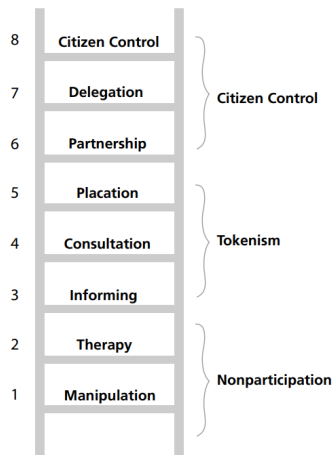 8 Citizen Control
7 Delegation
Citizen Control
6 Partnership
5 Placation
4 Consultation
Tokenism
3 Informing
2 Therapy
Nonparticipation
1 Manipulation